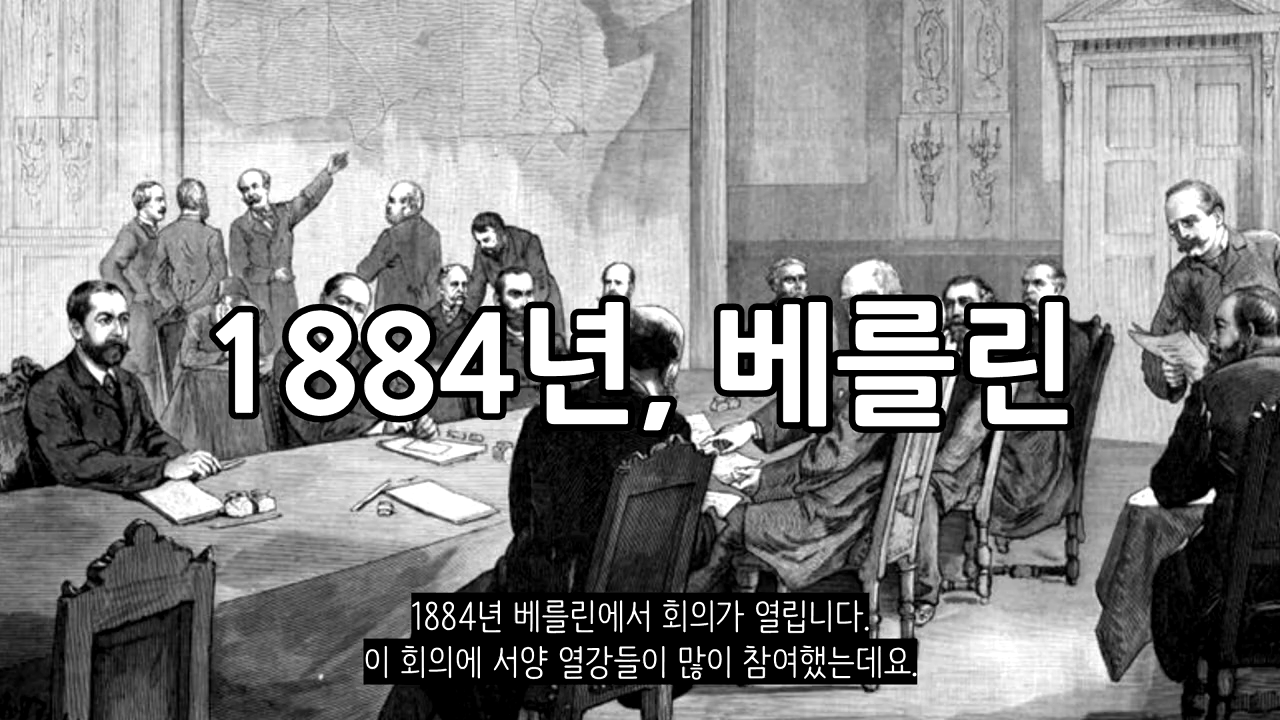 1884년, 베를린
1884년 베를린에서 회의가 열립니다.
이 회의에 서양 열강들이 많이 참여했는데요.